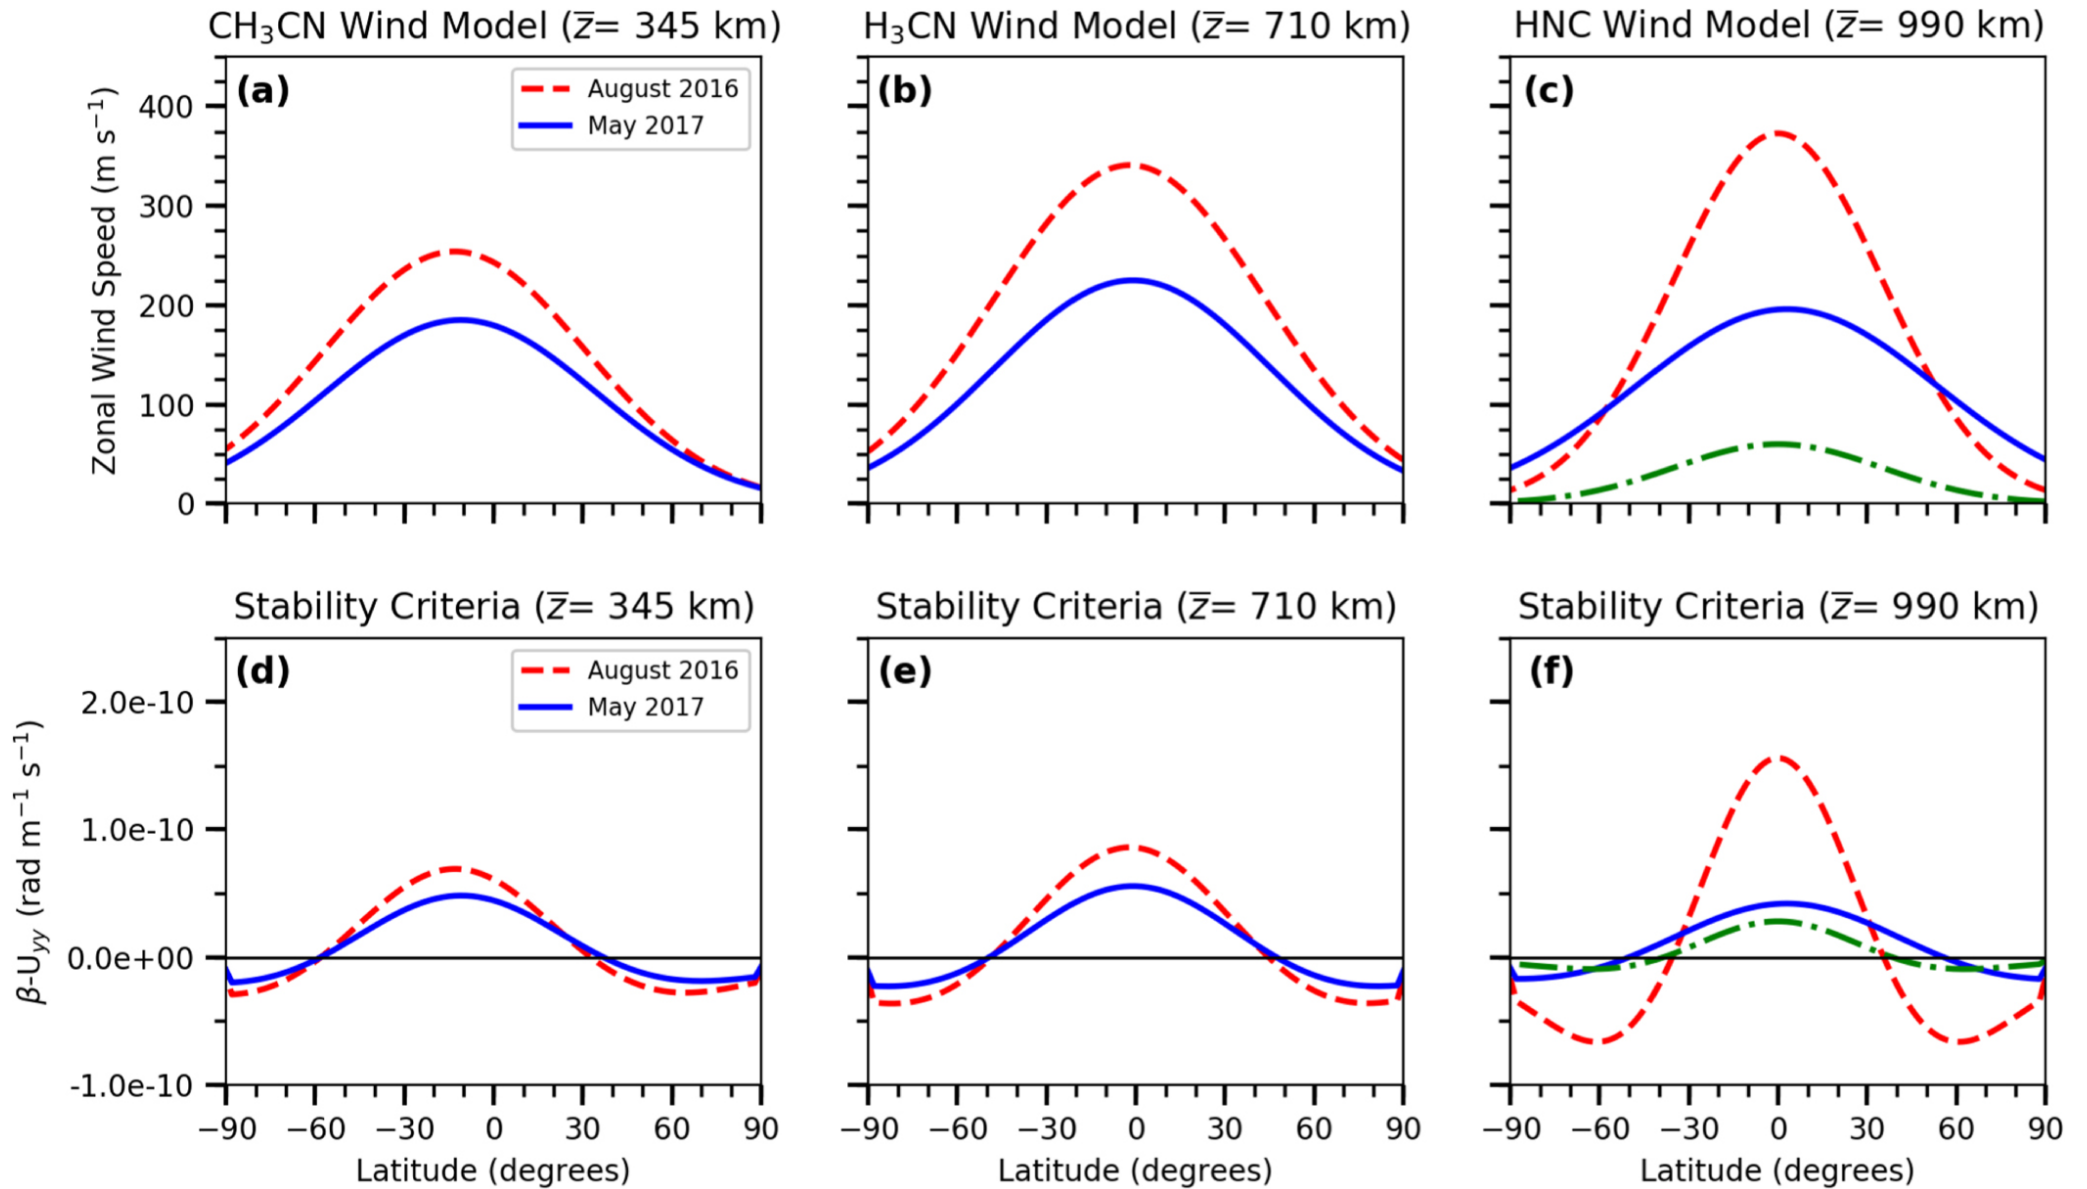 CH₃CN Wind Model (z̅= 345 km)
H₃CN Wind Model (z̅= 710 km)
HNC Wind Model (z̅= 990 km)
(a)
August 2016
May 2017
(b)
(c)
Zonal Wind Speed (m s⁻¹)
400
300
200
100
0
Stability Criteria (z̅= 345 km)
Stability Criteria (z̅= 710 km)
Stability Criteria (z̅= 990 km)
(d)
August 2016
May 2017
(e)
(f)
β-Uyy (rad m⁻¹ s⁻¹)
2.0e-10
1.0e-10
0.0e+00
-1.0e-10
−90 −60 −30 0 30 60 90
−90 −60 −30 0 30 60 90
−90 −60 −30 0 30 60 90
Latitude (degrees)
Latitude (degrees)
Latitude (degrees)